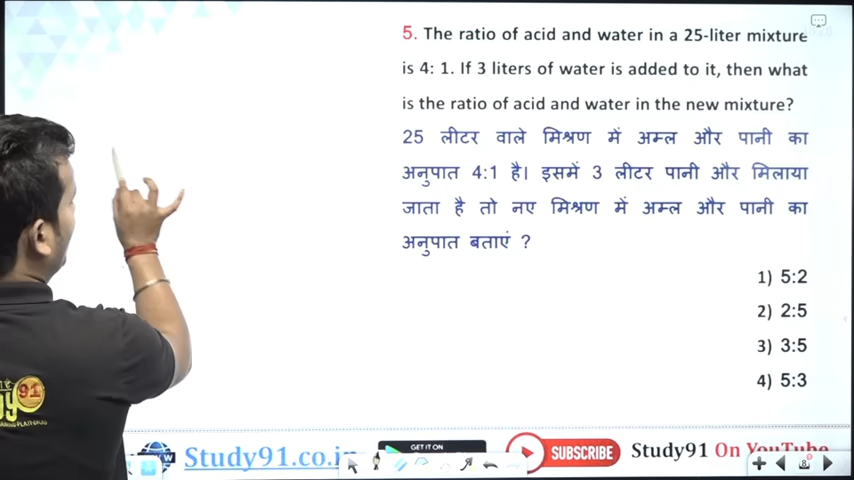 5. The ratio of acid and water in a 25-liter mixture
is 4: 1. If 3 liters of water is added to it, then what
is the ratio of acid and water in the new mixture?
25 लीटर वाले मिश्रण में अम्ल और पानी का
अनुपात 4:1 है। इसमें 3 लीटर पानी और मिलाया
जाता है तो नए मिश्रण में अम्ल और पानी का
अनुपात बताएं ?
1) 5:2
2) 2:5
3) 3:5
4) 5:3
91
Study91.co.i
GET IT ON
SUBSCRIBE
Study91 On YouTube
8